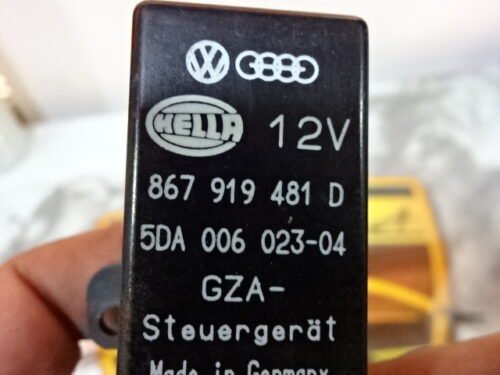 HELLA 12V
867 919 481 D
5DA 006 023-04
GZA-
Steuergerät
Made in Germany